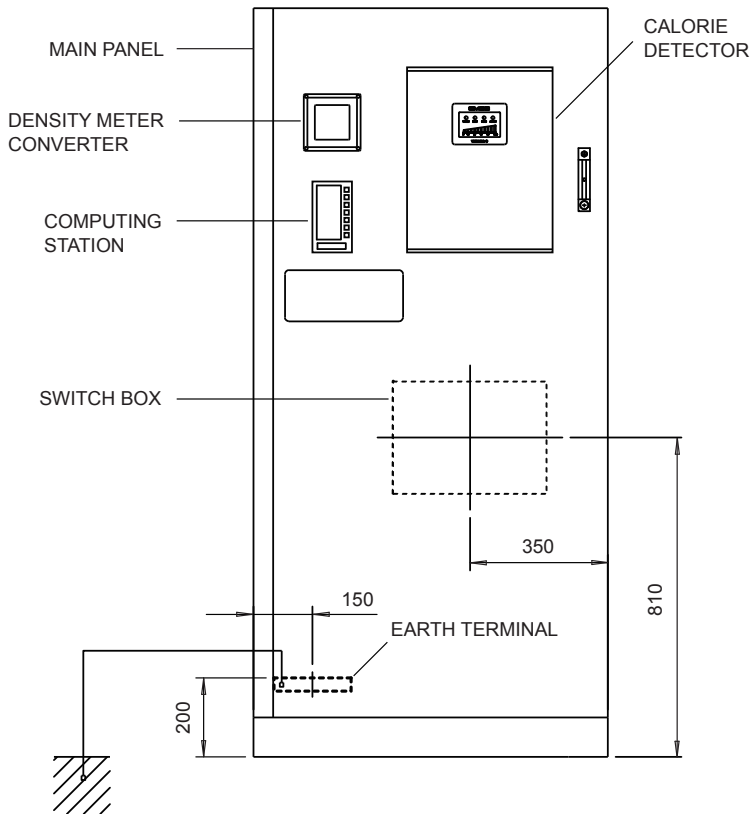 MAIN PANEL
CALORIE
DETECTOR
DENSITY METER
CONVERTER
COMPUTING
STATION
SWITCH BOX
350
810
150
EARTH TERMINAL
200